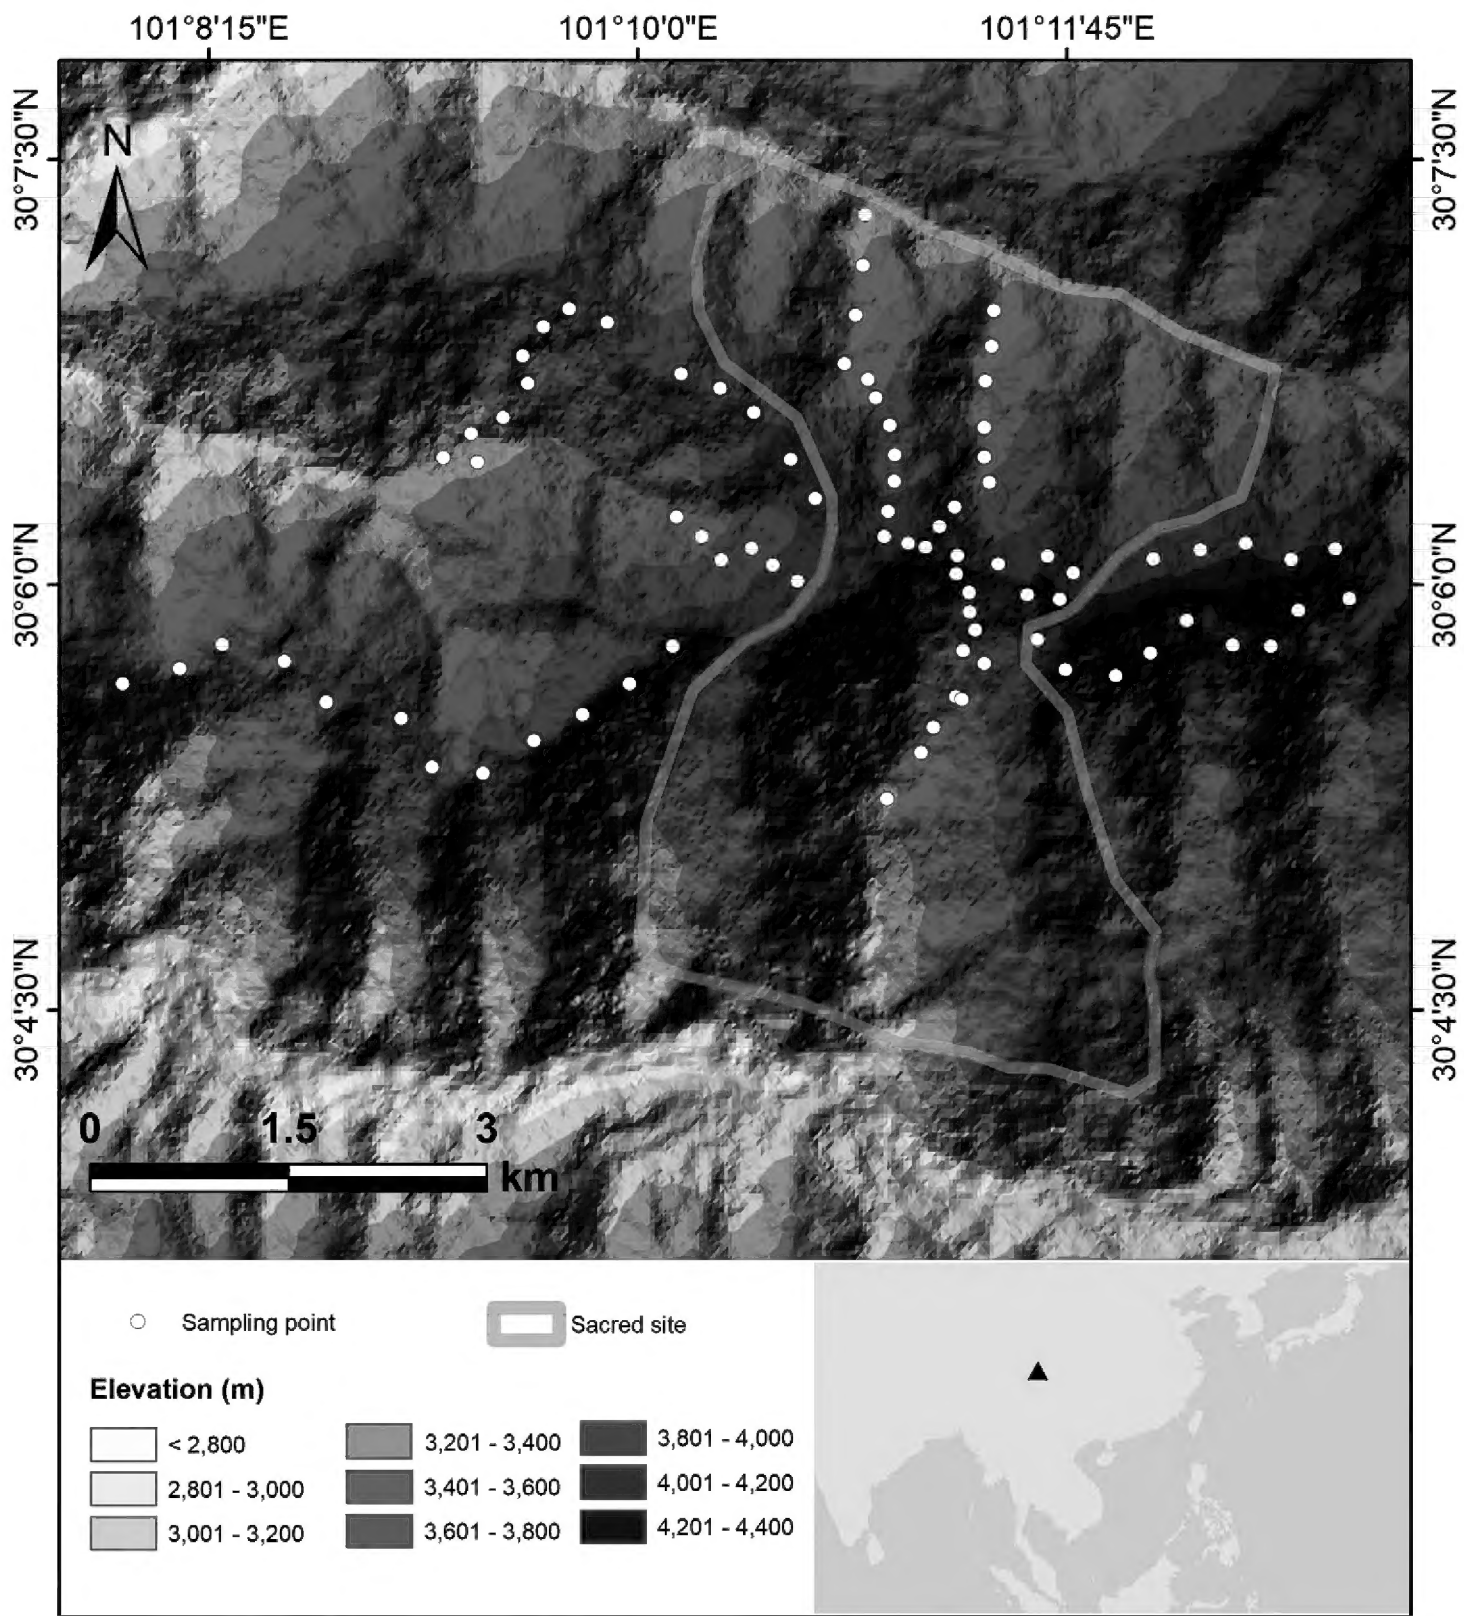 101°8'15"E 101°10'0"E 101°11'45"E
30°7'30"N 30°7'30"N
N
30°6'0"N 30°6'0"N
30°4'30"N 30°4'30"N
0 1.5 3
km
Sampling point Sacred site
Elevation (m)
< 2,800 3,201 - 3,400 3,801 - 4,000
2,801 - 3,000 3,401 - 3,600 4,001 - 4,200
3,001 - 3,200 3,601 - 3,800 4,201 - 4,400